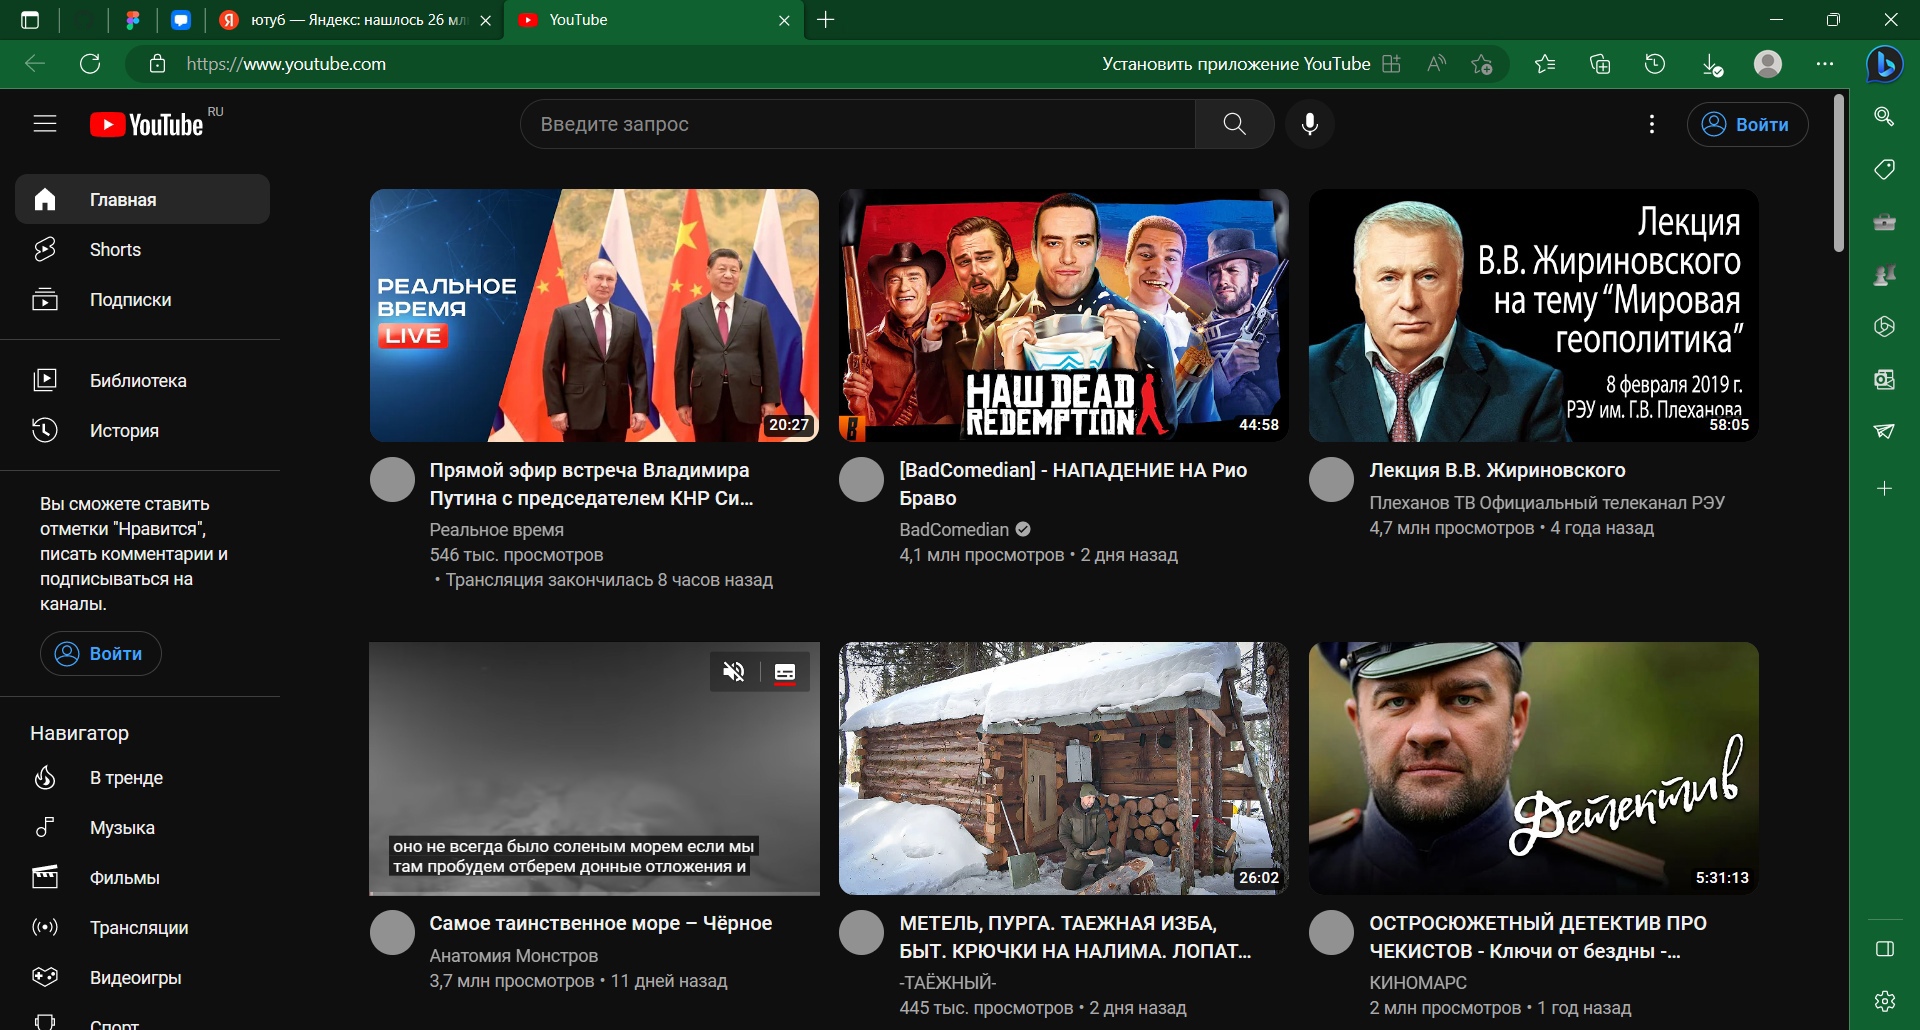 ютуб — Яндекс: нашлось 26 мл
YouTube
https://www.youtube.com
Установить приложение YouTube
YouTube RU
Введите запрос
Войти
Главная
Shorts
Подписки
Библиотека
История
Вы сможете ставить
отметки "Нравится",
писать комментарии и
подписываться на
каналы.
Войти
Навигатор
В тренде
Музыка
Фильмы
Трансляции
Видеоигры
Спорт
РЕАЛЬНОЕ
ВРЕМЯ
LIVE
20:27
Прямой эфир встреча Владимира
Путина с председателем КНР Си...
Реальное время
546 тыс. просмотров
• Трансляция закончилась 8 часов назад
НАШ DEAD
REDEMPTION
44:58
[BadComedian] - НАПАДЕНИЕ НА Рио
Браво
BadComedian
4,1 млн просмотров • 2 дня назад
Лекция
В.В. Жириновского
на тему “Мировая
геополитика”
8 февраля 2019 г.
РЭУ им. Г.В. Плеханова
58:05
Лекция В.В. Жириновского
Плеханов ТВ Официальный телеканал РЭУ
4,7 млн просмотров • 4 года назад
оно не всегда было соленым морем если мы
там пробудем отберем донные отложения и
Самое таинственное море – Чёрное
Анатомия Монстров
3,7 млн просмотров • 11 дней назад
26:02
МЕТЕЛЬ, ПУРГА. ТАЕЖНАЯ ИЗБА,
БЫТ. КРЮЧКИ НА НАЛИМА. ЛОПАТ...
-ТАЁЖНЫЙ-
445 тыс. просмотров • 2 дня назад
Детектив
5:31:13
ОСТРОСЮЖЕТНЫЙ ДЕТЕКТИВ ПРО
ЧЕКИСТОВ - Ключи от бездны -...
КИНОМАРС
2 млн просмотров • 1 год назад